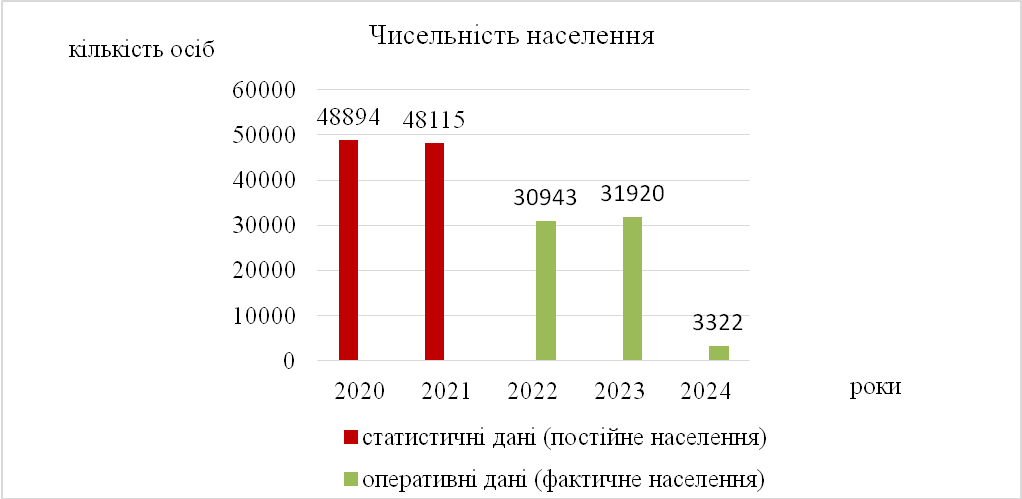 Чисельність населення
кількість осіб
60000
50000
40000
30000
20000
10000
0
48894
48115
30943
31920
3322
2020 2021 2022 2023 2024
роки
статистичні дані (постійне населення)
оперативні дані (фактичне населення)